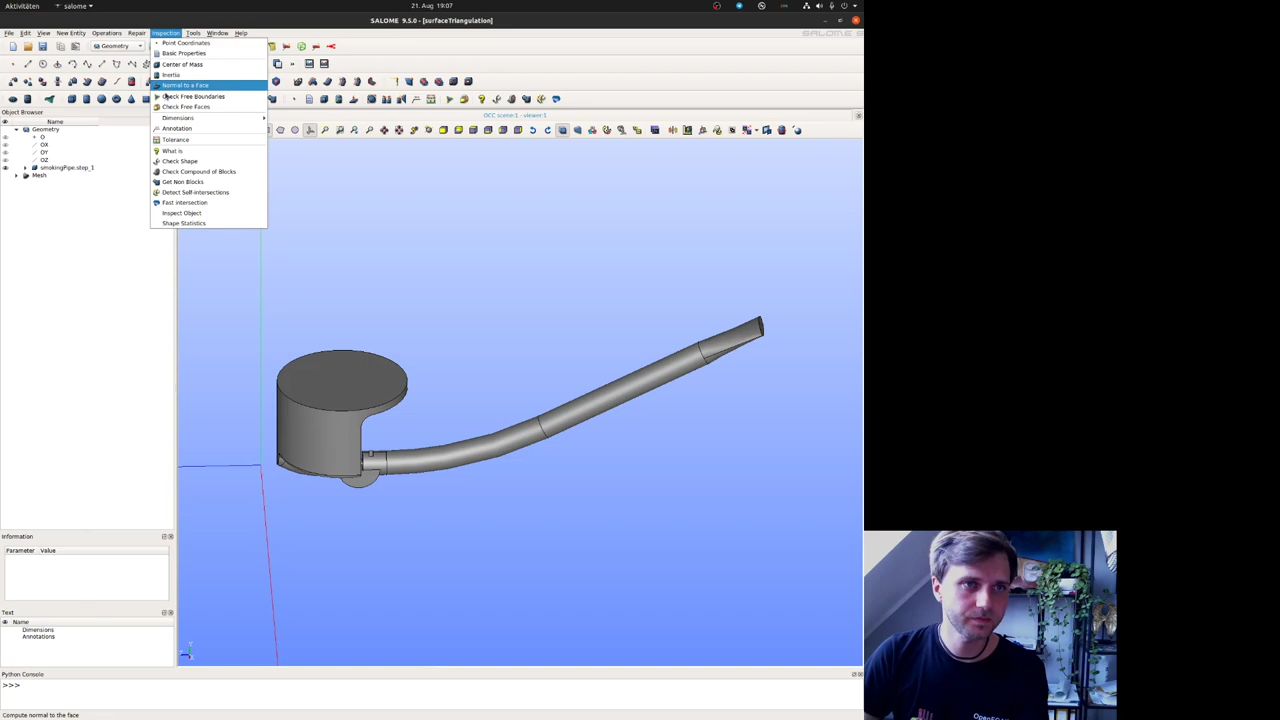 Aktivitäten
salome
21. Aug 19:07
SALOME 9.5.0 - [surfaceTriangulation]
File Edit View New Entity Operations Repair Inspection Tools Window Help
Geometry
Point Coordinates
Basic Properties
Center of Mass
Inertia
Normal to a Face
Check Free Boundaries
Check Free Faces
Dimensions
Annotation
Tolerance
What is
Check Shape
Check Compound of Blocks
Get Non Blocks
Detect Self-intersections
Fast intersection
Inspect Object
Shape Statistics
Object Browser
Name
Geometry
O
OX
OY
OZ
smokingPipe.step_1
Mesh
OCC scene:1 - viewer:1
Information
Parameter Value
Text
Name
Dimensions
Annotations
Python Console
>>>
Compute normal to the face